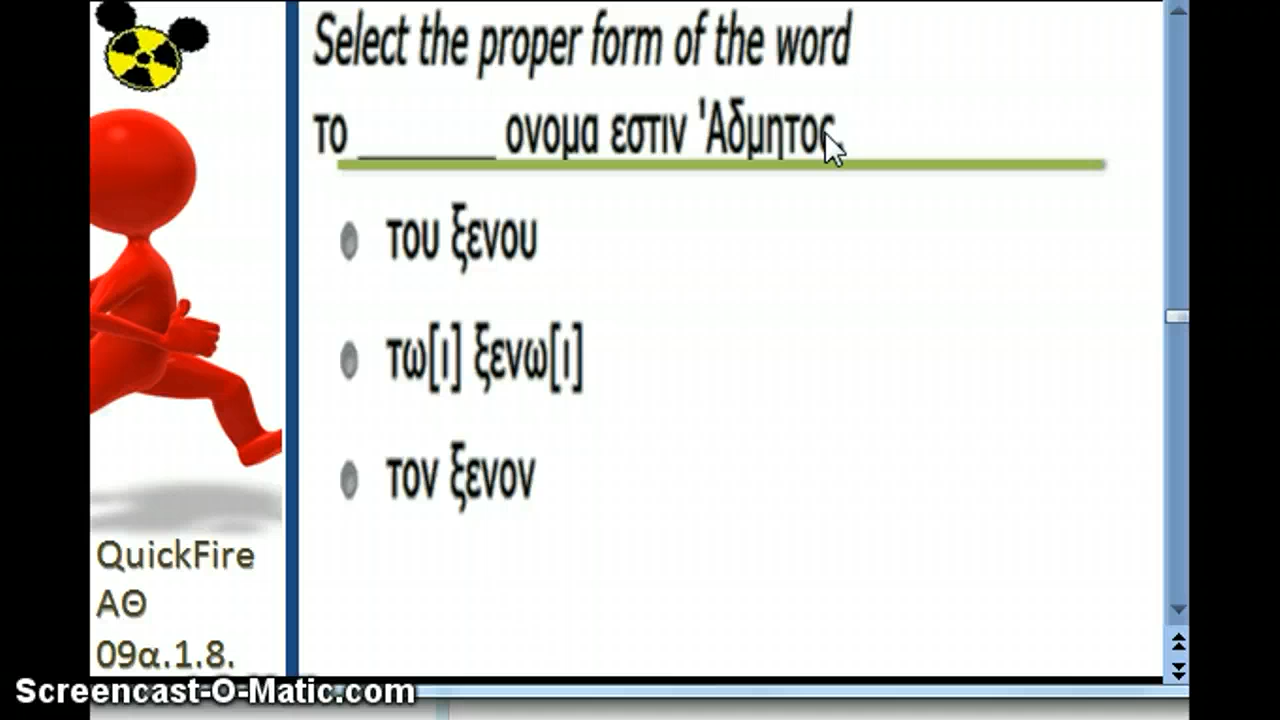 Select the proper form of the word
το ______ ονομα εστιν 'Αδμητος.
του ξενου
τω[ι] ξενω[ι]
τον ξενον
QuickFire
ΑΘ
09α.1.8.
Screencast-O-Matic.com